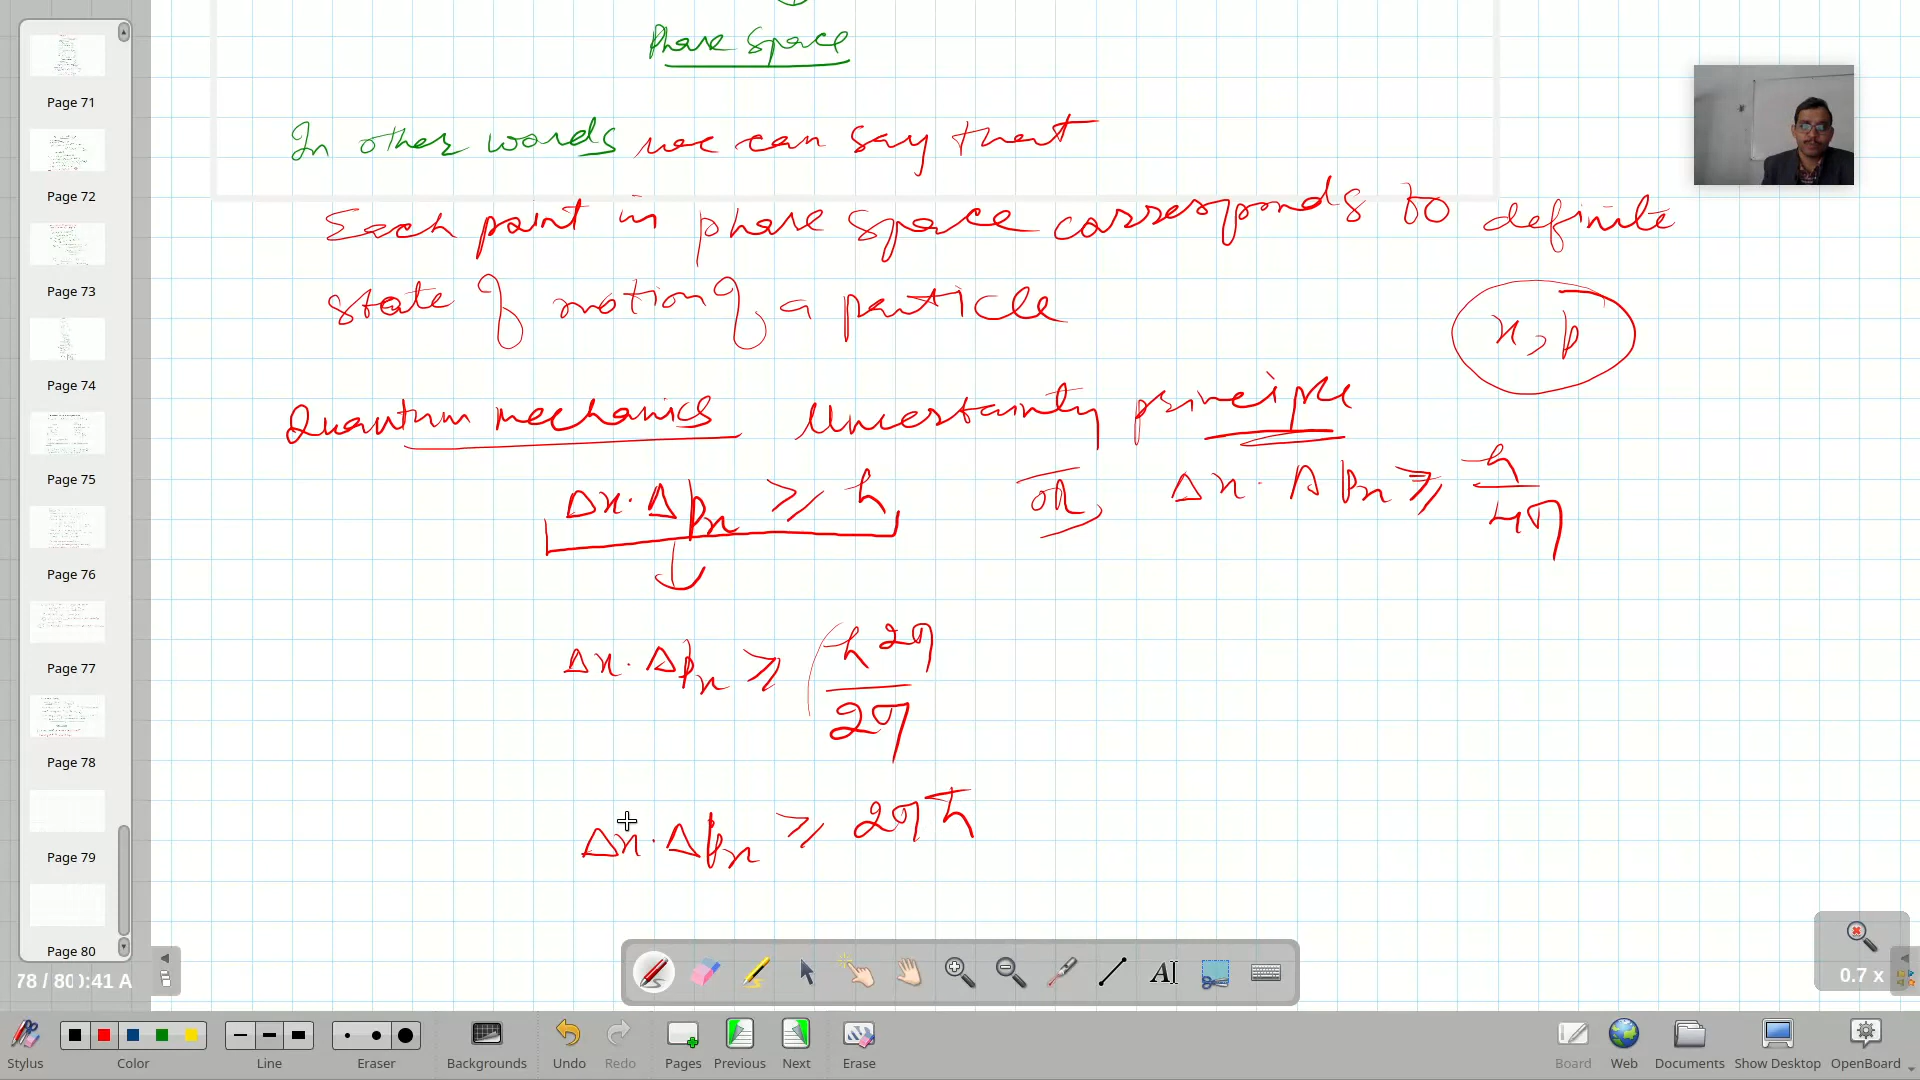 Phase Space
In other words we can say that
Each point in phase space corresponds to definite
state of motion of a particle
x, p
Quantum mechanics Uncertainty principle
Δx·Δpx ≥ h or, Δx·Δpx ≥ h/4π
Δx·Δpx ≥ (h 2π/2π
Δx·Δpx ≥ 2πħ
Page 71
Page 72
Page 73
Page 74
Page 75
Page 76
Page 77
Page 78
Page 79
Page 80
78 / 80
:41 A
0.7 x
Stylus
Color
Line
Eraser
Backgrounds
Undo
Redo
Pages
Previous
Next
Erase
Board
Web
Documents
Show Desktop
OpenBoard